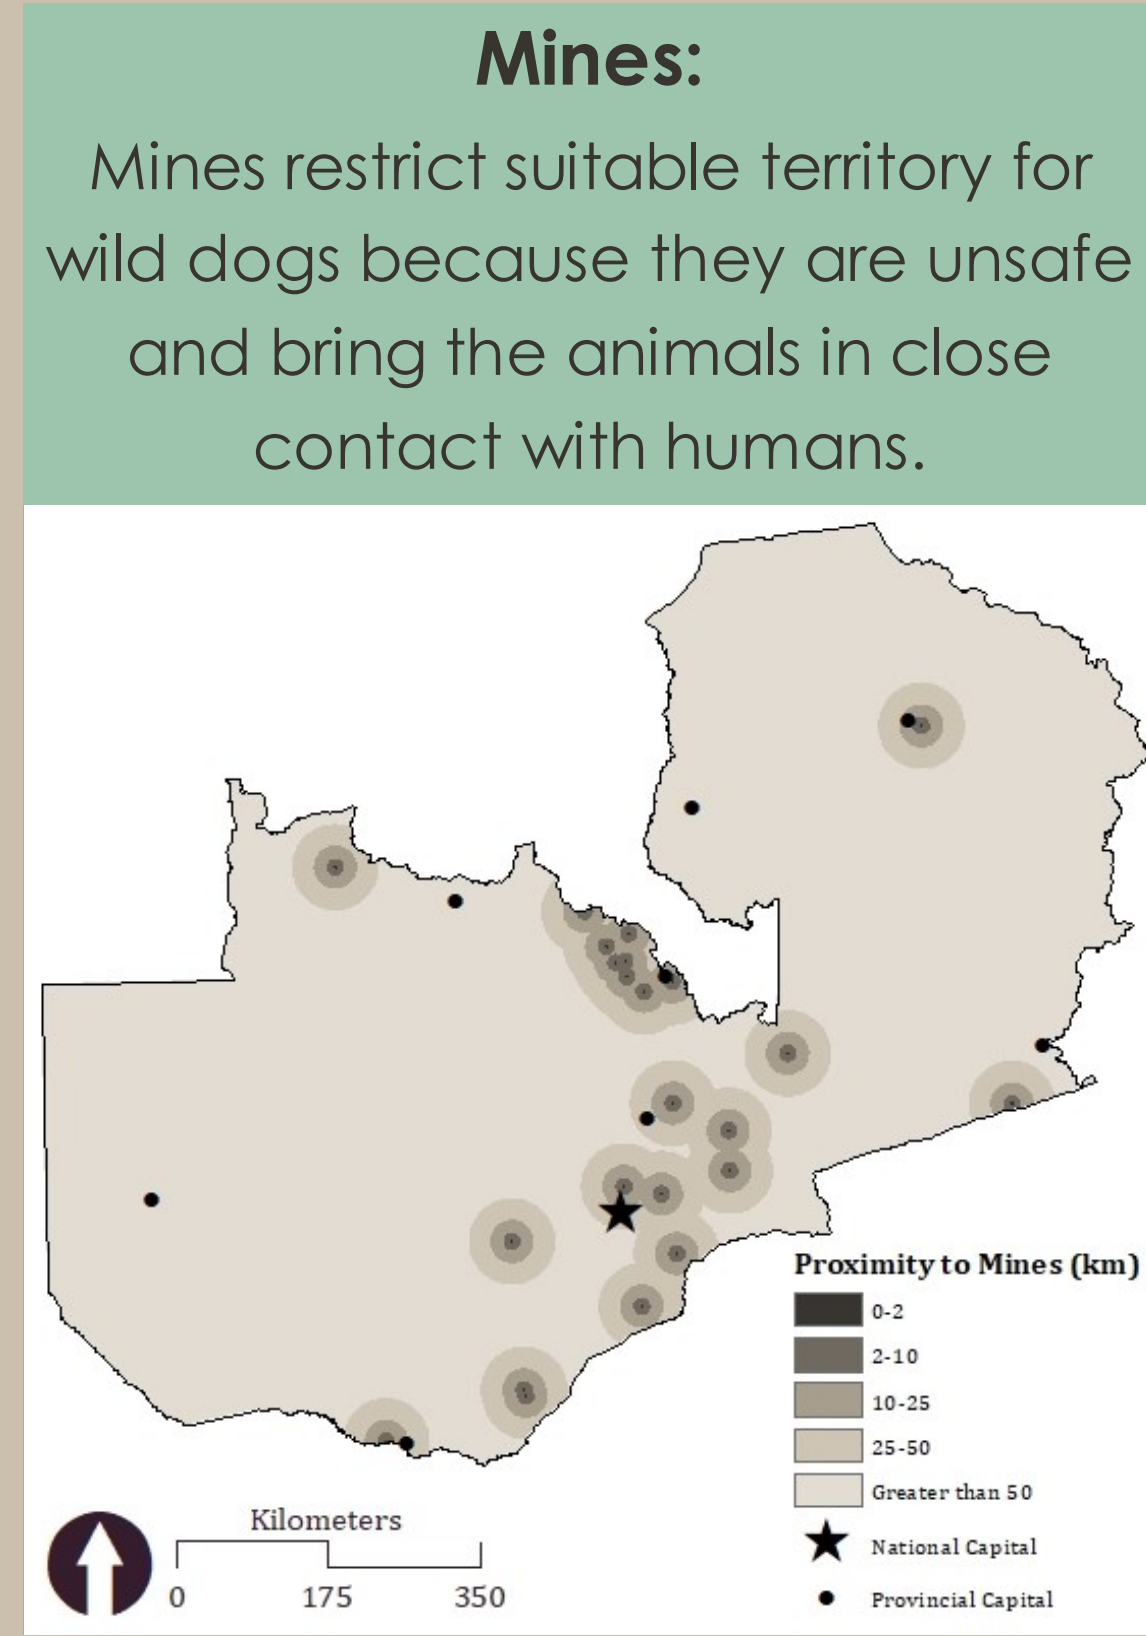 Mines:
Mines restrict suitable territory for
wild dogs because they are unsafe
and bring the animals in close
contact with humans.
Proximity to Mines (km)
0-2
2-10
10-25
25-50
Greater than 50
National Capital
Provincial Capital
Kilometers
0 175 350